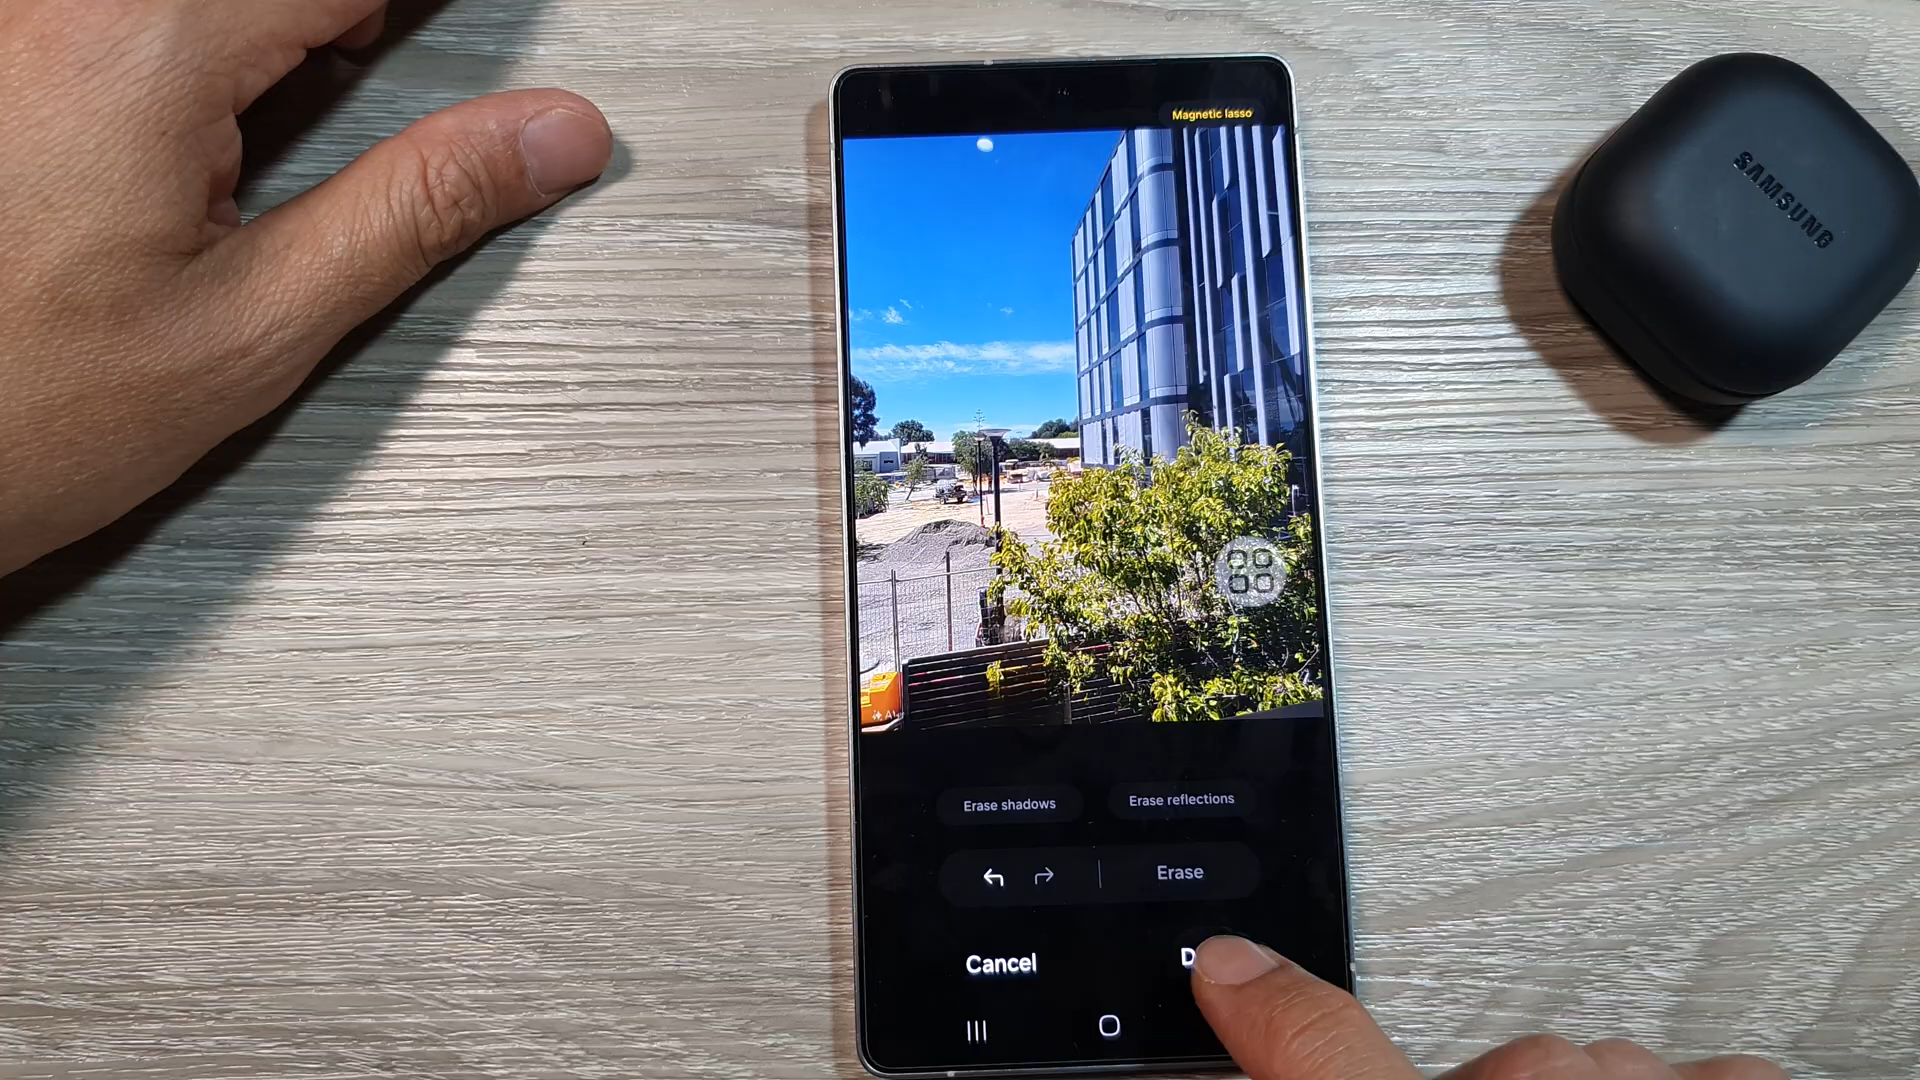 Magnetic lasso
SAMSUNG
Erase shadows
Erase reflections
Erase
Cancel